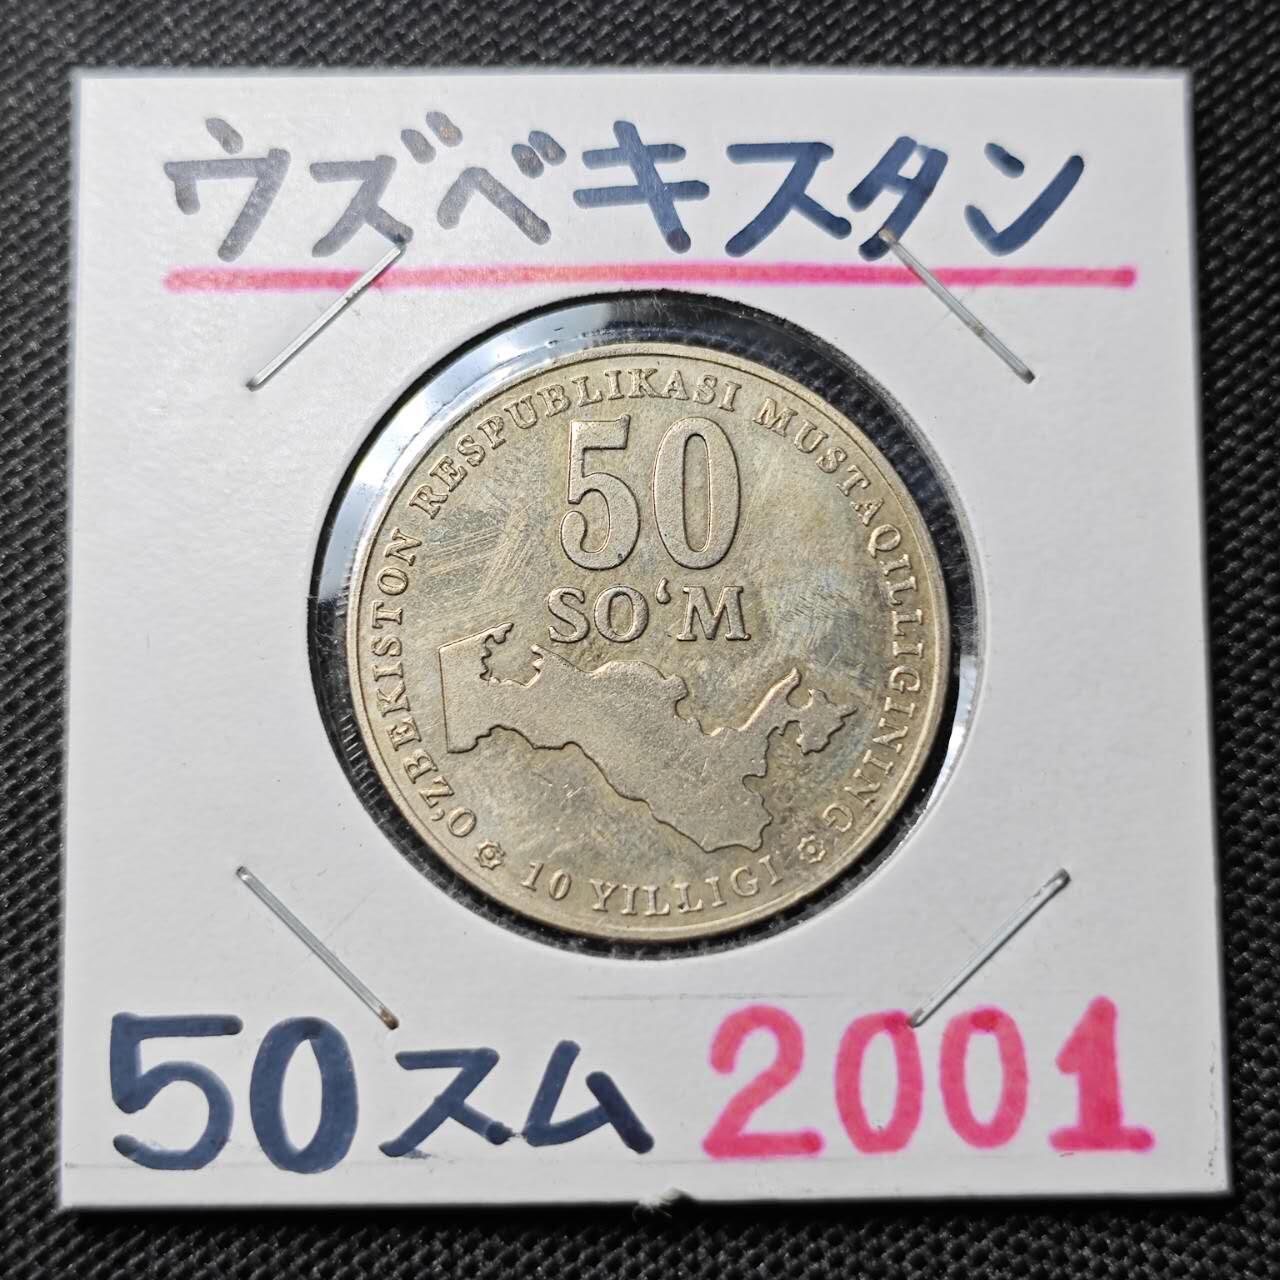 ウズベキスタン
O'ZBEKISTON RESPUBLIKASI MUSTAQILLIGINING
50
SO‘M
10 YILLIGI
50スム 2001